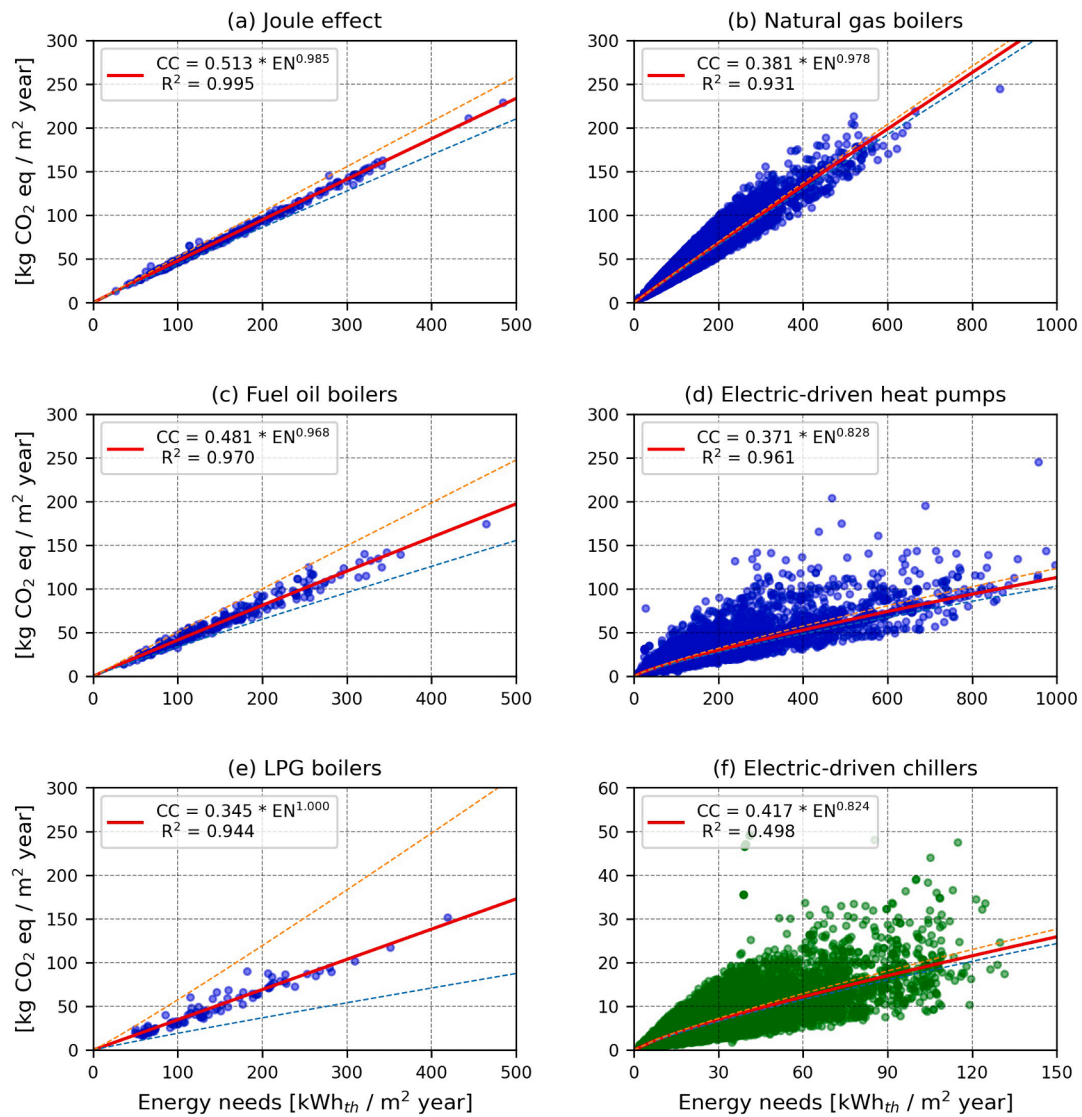 (a) Joule effect
[kg CO₂ eq / m² year]
300
250
200
150
100
50
0
CC = 0.513 * EN^0.985
R² = 0.995
0 100 200 300 400 500
(b) Natural gas boilers
300
250
200
150
100
50
0
CC = 0.381 * EN^0.978
R² = 0.931
0 200 400 600 800 1000
(c) Fuel oil boilers
[kg CO₂ eq / m² year]
300
250
200
150
100
50
0
CC = 0.481 * EN^0.968
R² = 0.970
0 100 200 300 400 500
(d) Electric-driven heat pumps
300
250
200
150
100
50
0
CC = 0.371 * EN^0.828
R² = 0.961
0 200 400 600 800 1000
(e) LPG boilers
[kg CO₂ eq / m² year]
300
250
200
150
100
50
0
CC = 0.345 * EN^1.000
R² = 0.944
0 100 200 300 400 500
Energy needs [kWh_th / m² year]
(f) Electric-driven chillers
60
50
40
30
20
10
0
CC = 0.417 * EN^0.824
R² = 0.498
0 30 60 90 120 150
Energy needs [kWh_th / m² year]